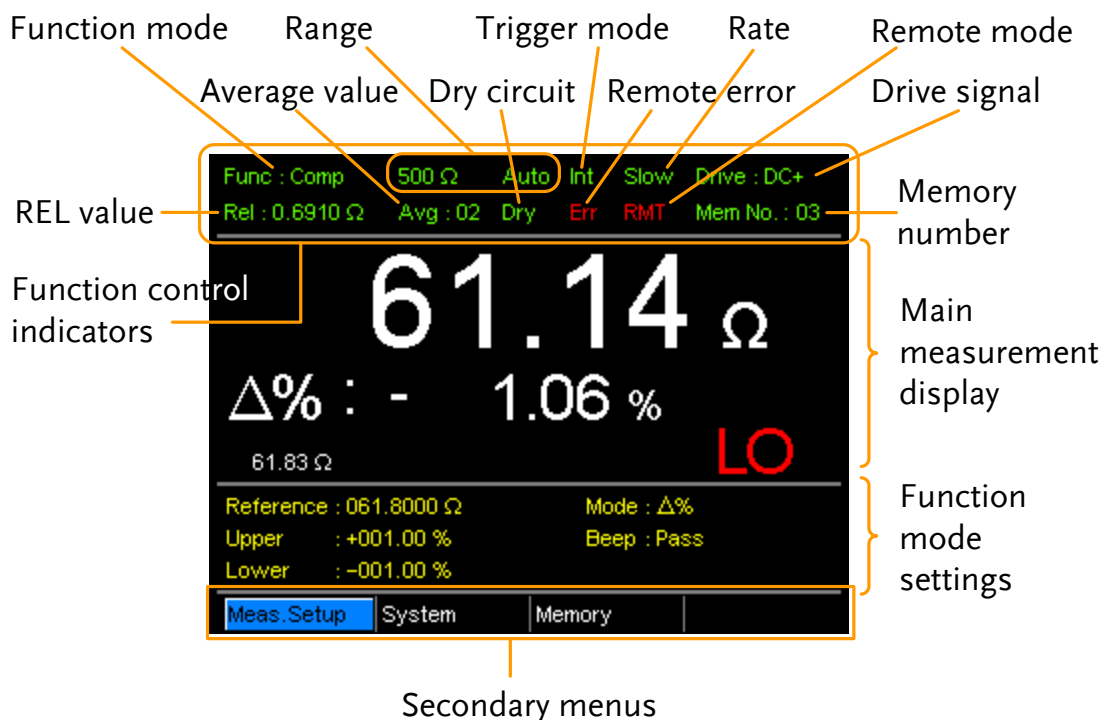 Function mode Range Trigger mode Rate Remote mode
Average value Dry circuit Remote error Drive signal
Func : Comp 500 Ω Auto Int Slow Drive : DC+
REL value Rel : 0.6910 Ω Avg : 02 Dry Err RMT Mem No. : 03 Memory
number
Function control
indicators
61.14 Ω
Main
measurement
display
Δ% : - 1.06 %
LO
61.83 Ω
Reference : 061.8000 Ω Mode : Δ%
Upper : +001.00 % Beep : Pass
Lower : -001.00 %
Function
mode
settings
Meas.Setup System Memory
Secondary menus